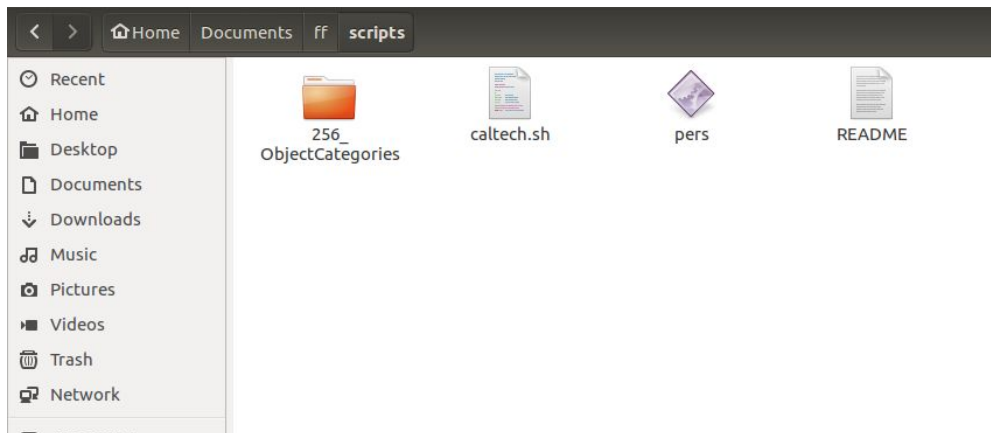 Home Documents ff scripts
Recent
Home
Desktop
Documents
Downloads
Music
Pictures
Videos
Trash
Network
256_
ObjectCategories
caltech.sh
pers
README